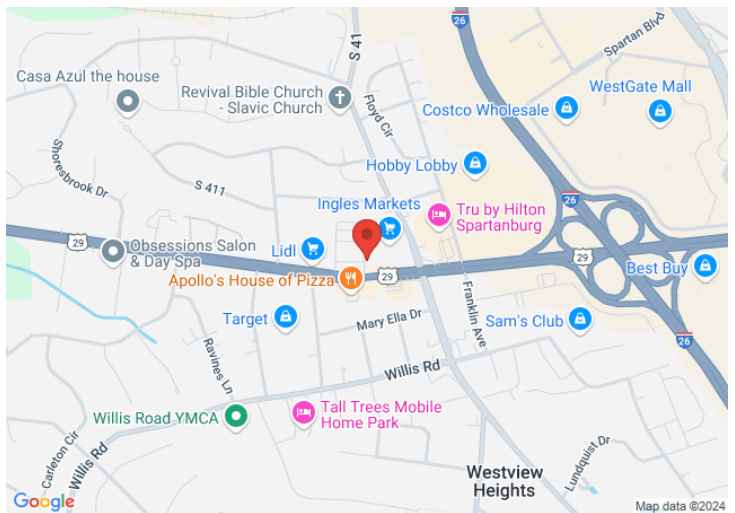 S 41
26
Spartan Blvd
Casa Azul the house
Revival Bible Church
- Slavic Church
Floyd Cir
WestGate Mall
Costco Wholesale
Shoresbrook Dr
Hobby Lobby
S 411
Ingles Markets
26
Tru by Hilton
Spartanburg
29
Obsessions Salon
& Day Spa
Lidl
29
29
Apollo's House of Pizza
Best Buy
Franklin Ave
Target
Mary Ella Dr
Sam's Club
26
Ravines Ln
Willis Rd
Willis Road YMCA
Tall Trees Mobile
Home Park
Carleton Cir
Willis Rd
Lundquist Dr
Westview
Heights
Google
Map data ©2024